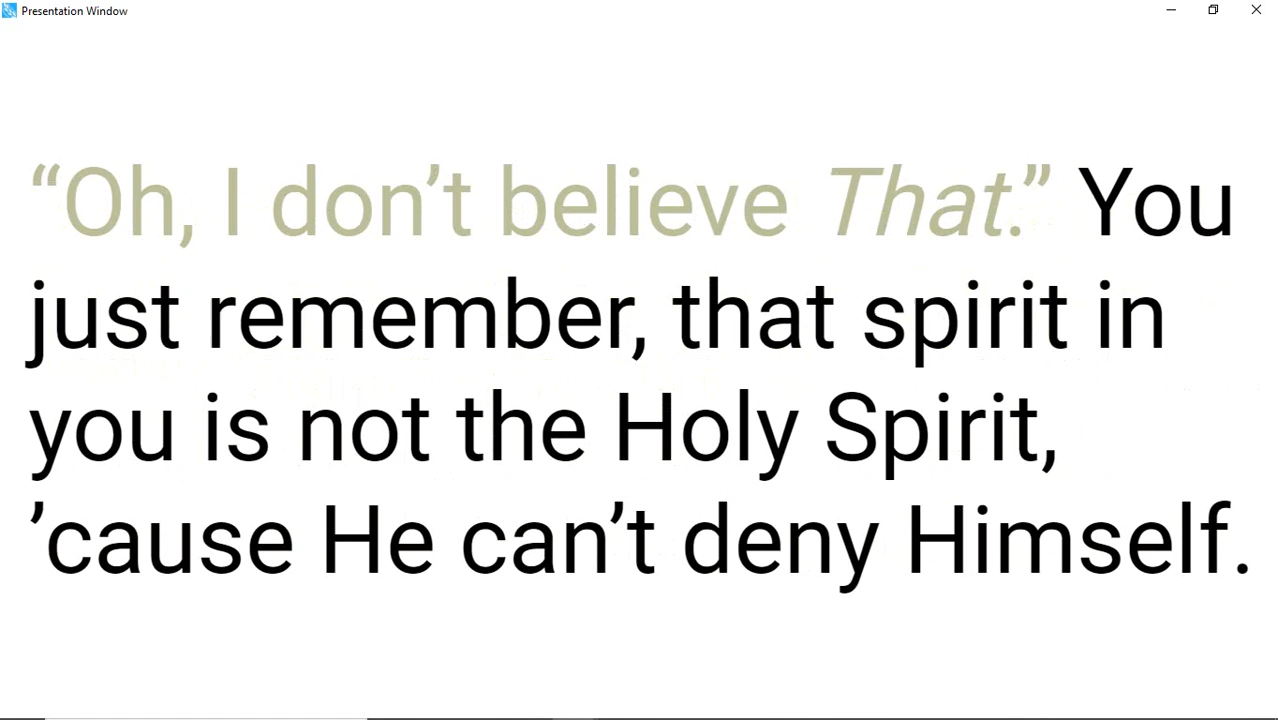 Presentation Window
“Oh, I don’t believe That.” You
just remember, that spirit in
you is not the Holy Spirit,
’cause He can’t deny Himself.